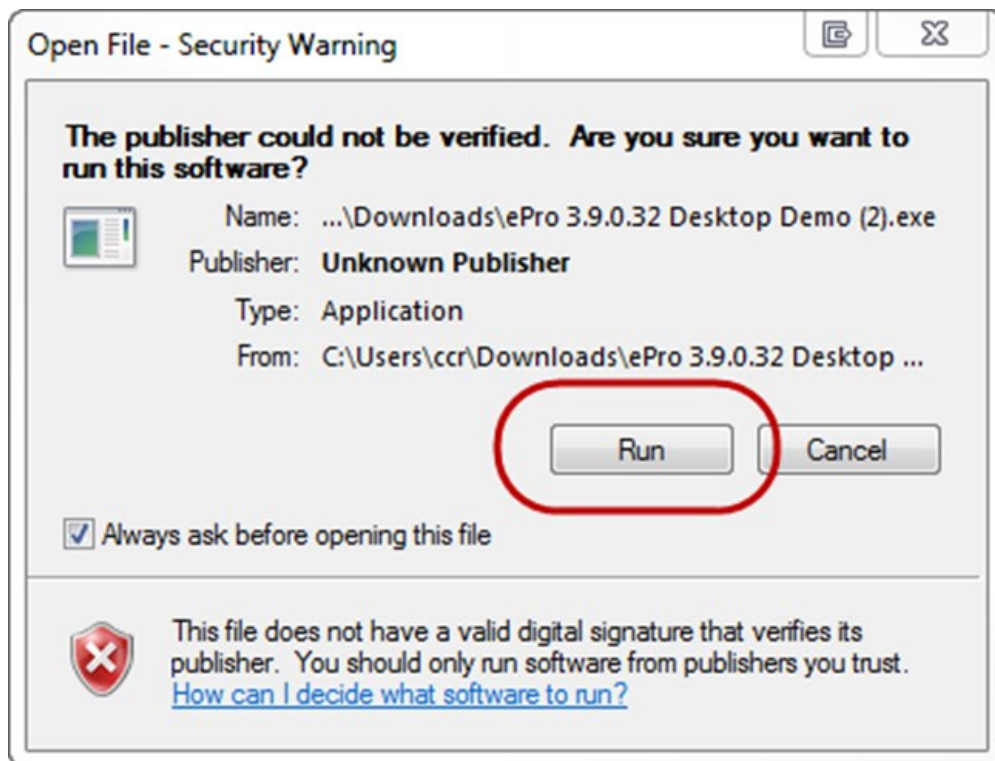 Open File - Security Warning
The publisher could not be verified.  Are you sure you want to
run this software?
Name: ...\Downloads\ePro 3.9.0.32 Desktop Demo (2).exe
Publisher: Unknown Publisher
Type: Application
From: C:\Users\ccr\Downloads\ePro 3.9.0.32 Desktop ...
Run Cancel
Always ask before opening this file
This file does not have a valid digital signature that verifies its
publisher.  You should only run software from publishers you trust.
How can I decide what software to run?